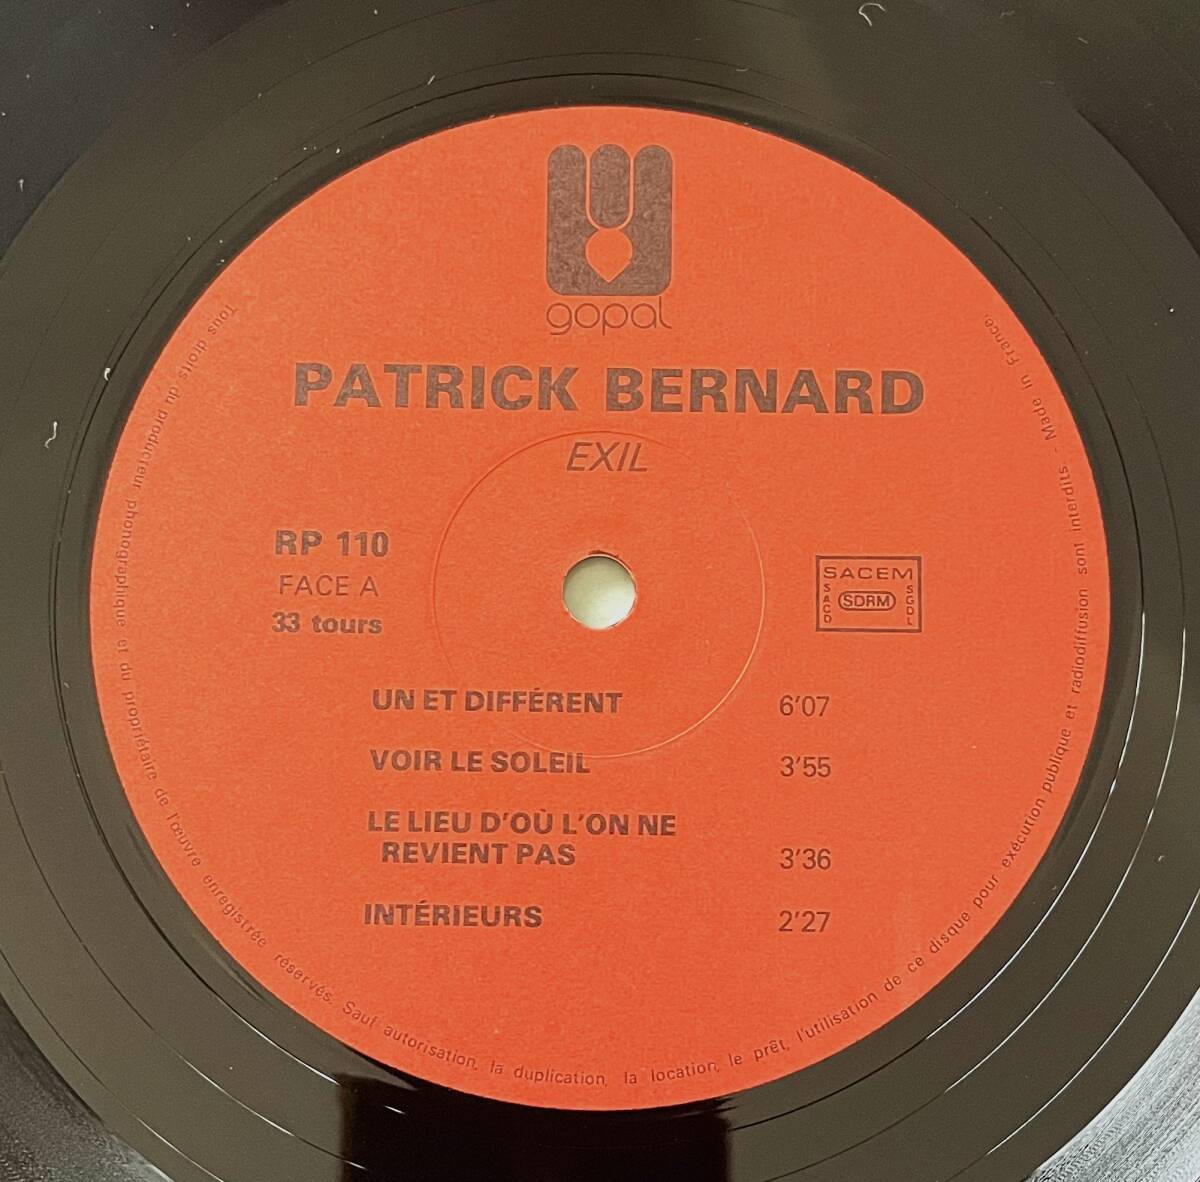 gopal
PATRICK BERNARD
EXIL
RP 110
FACE A
33 tours
SACEM
SACD
SDRM
SGDL
UN ET DIFFÉRENT 6'07
VOIR LE SOLEIL 3'55
LE LIEU D'OÙ L'ON NE
REVIENT PAS 3'36
INTÉRIEURS 2'27
Tous droits du producteur phonographique et du propriétaire de l'œuvre enregistrée réservés. Sauf autorisation, la duplication, la location, le prêt, l'utilisation de ce disque pour exécution publique et radiodiffusion sont interdits - Made in France.